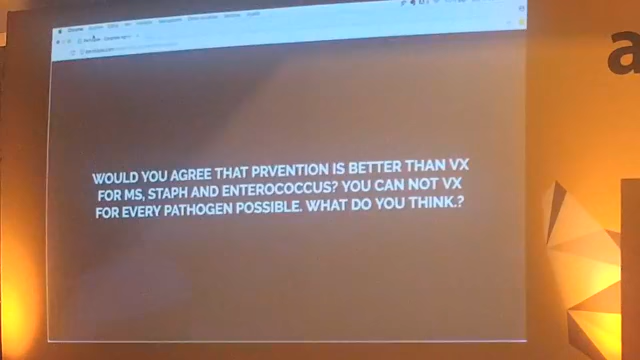 WOULD YOU AGREE THAT PRVENTION IS BETTER THAN VX
FOR MS, STAPH AND ENTEROCOCCUS? YOU CAN NOT VX
FOR EVERY PATHOGEN POSSIBLE. WHAT DO YOU THINK.?
a